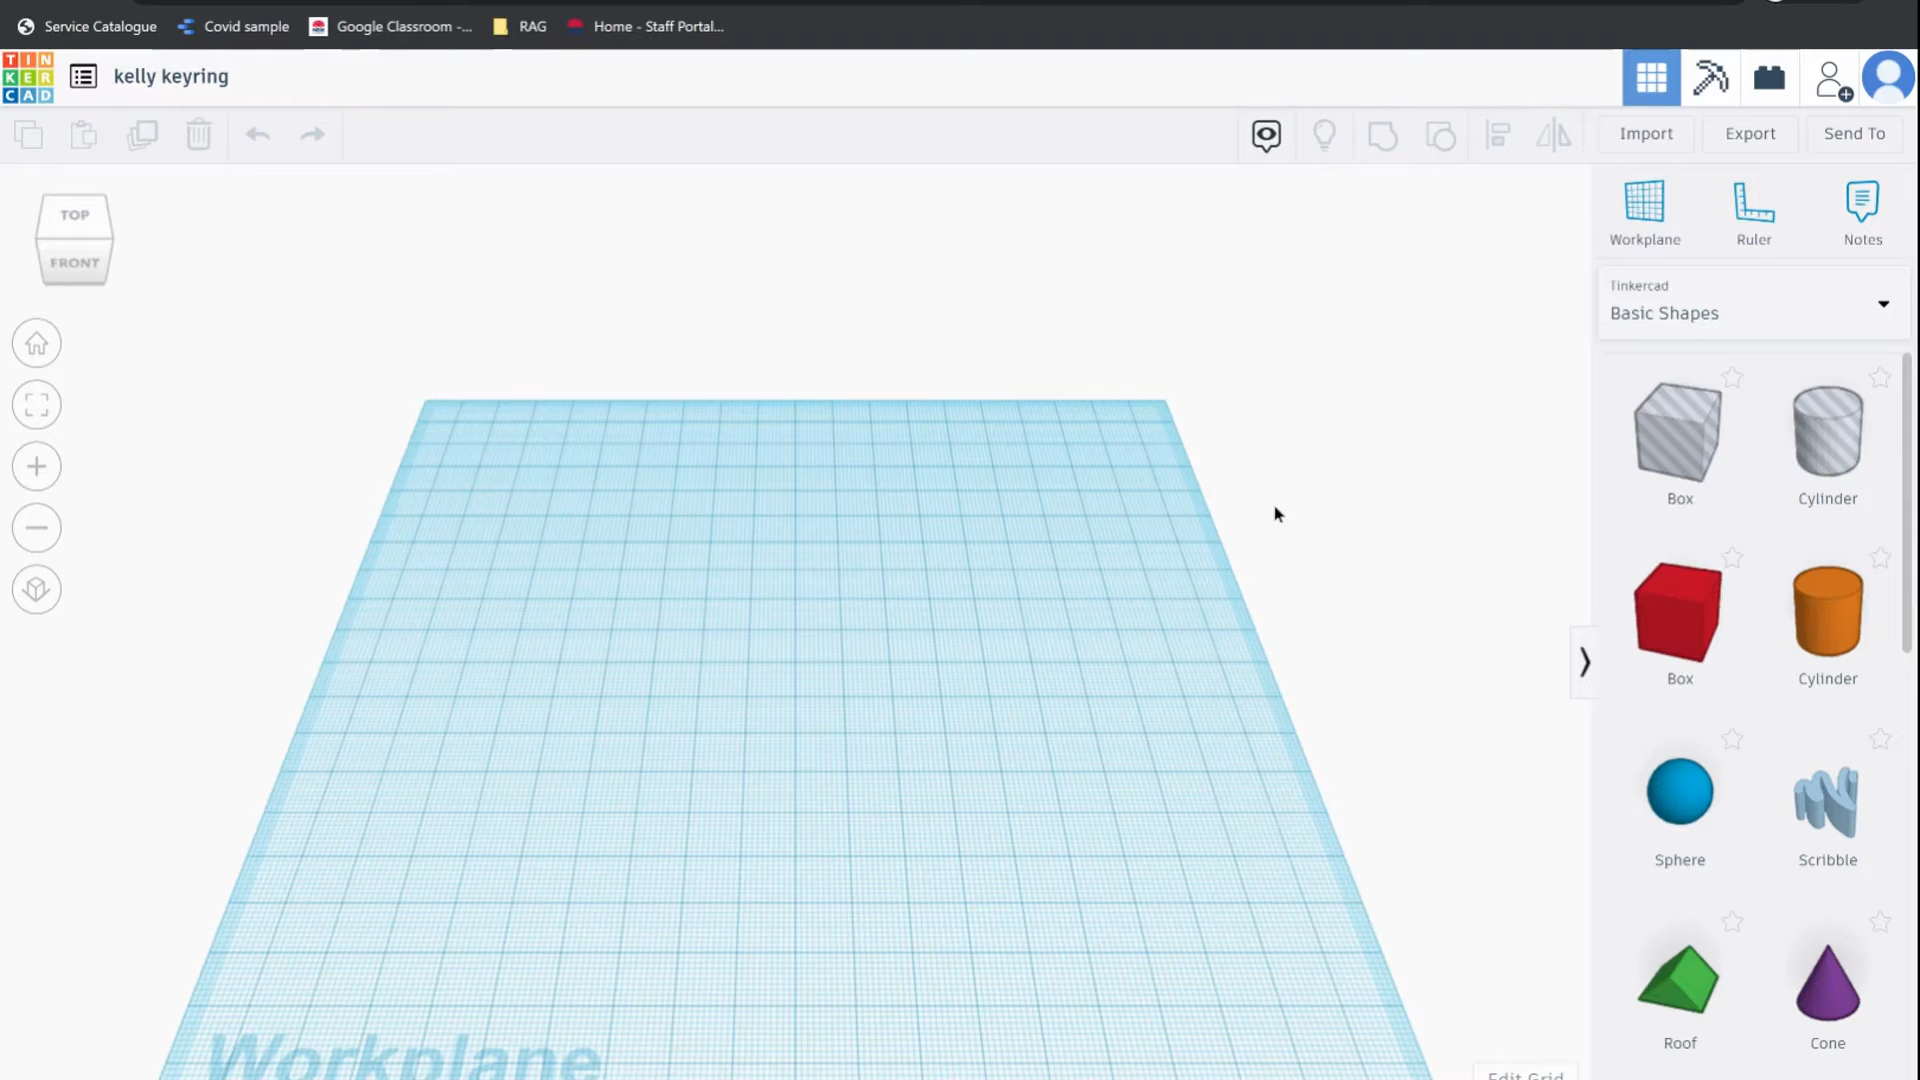 Service Catalogue
Covid sample
Google Classroom -...
RAG
Home - Staff Portal...
TIN
KER
CAD
kelly keyring
Import
Export
Send To
TOP
FRONT
Workplane
Ruler
Notes
Tinkercad
Basic Shapes
Box
Cylinder
Box
Cylinder
Sphere
Scribble
Roof
Cone
Workplane
Edit Grid